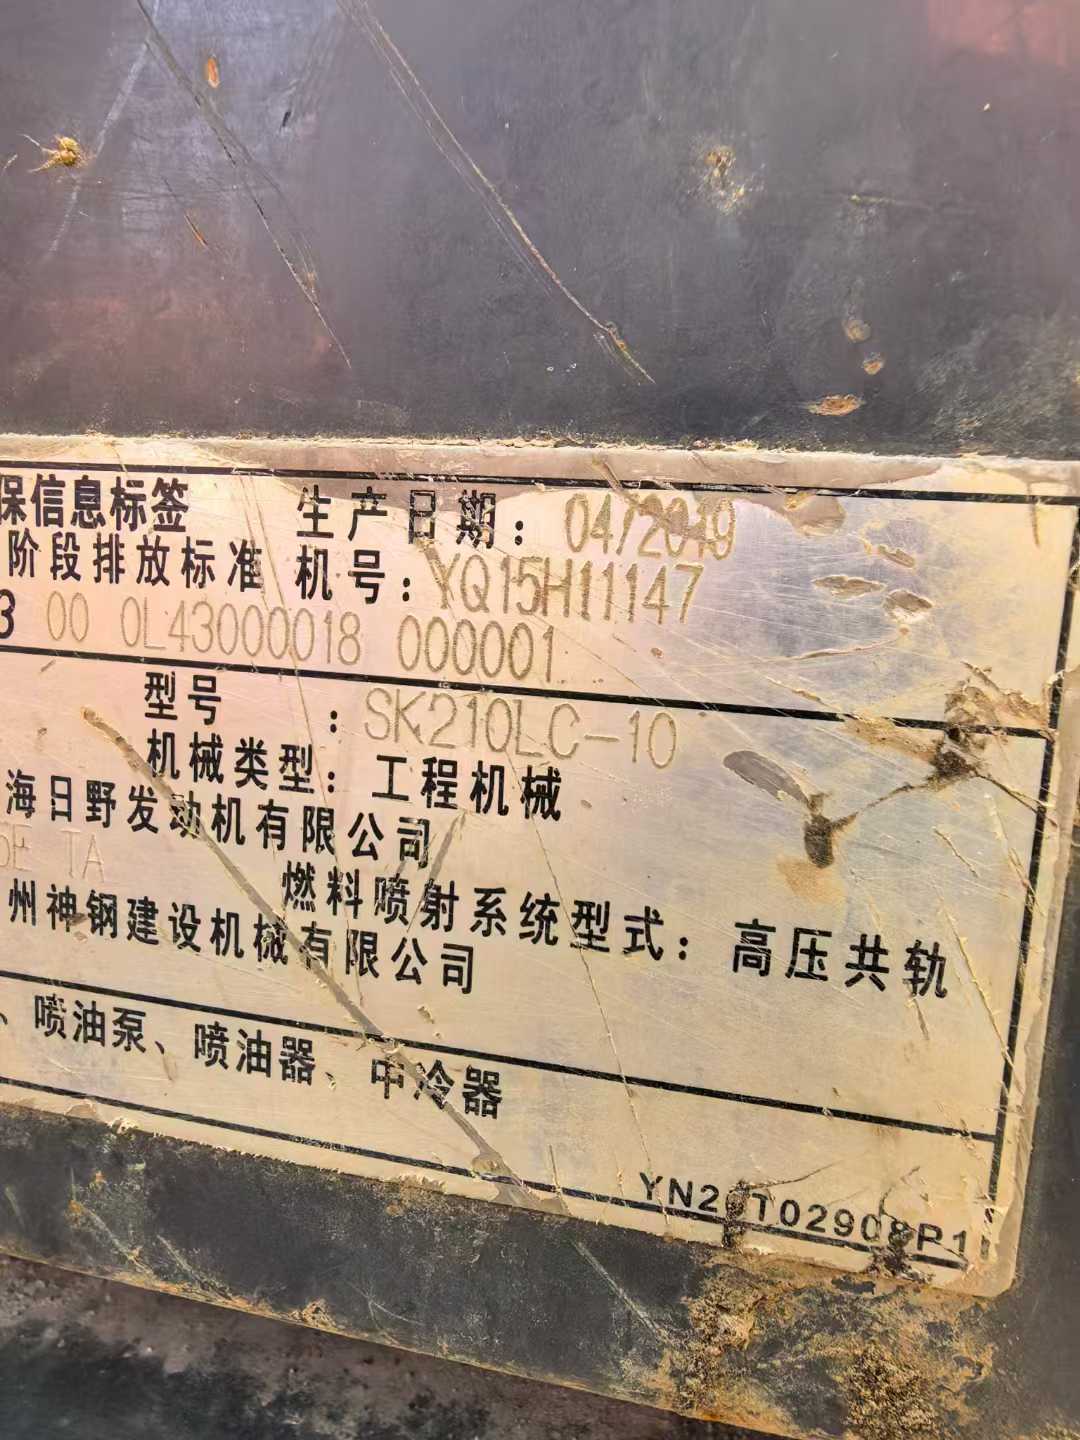 保信息标签 生产日期：04/2019
阶段排放标准 机号：YQ15H11147
3 00 0L43000018 000001
型号 ：SK210LC-10
机械类型：工程机械
海日野发动机有限公司
5E TA
燃料喷射系统型式：高压共轨
州神钢建设机械有限公司
、喷油泵、喷油器、中冷器